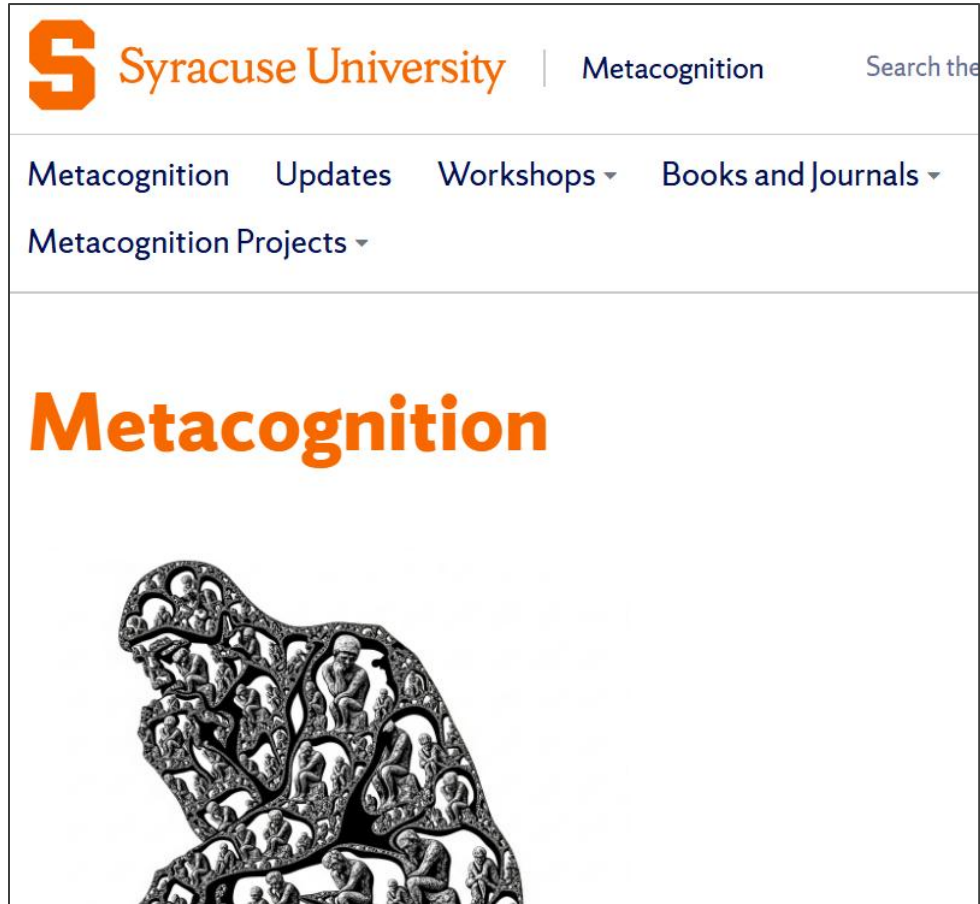 S Syracuse University | Metacognition Search the
Metacognition Updates Workshops Books and Journals
Metacognition Projects
Metacognition